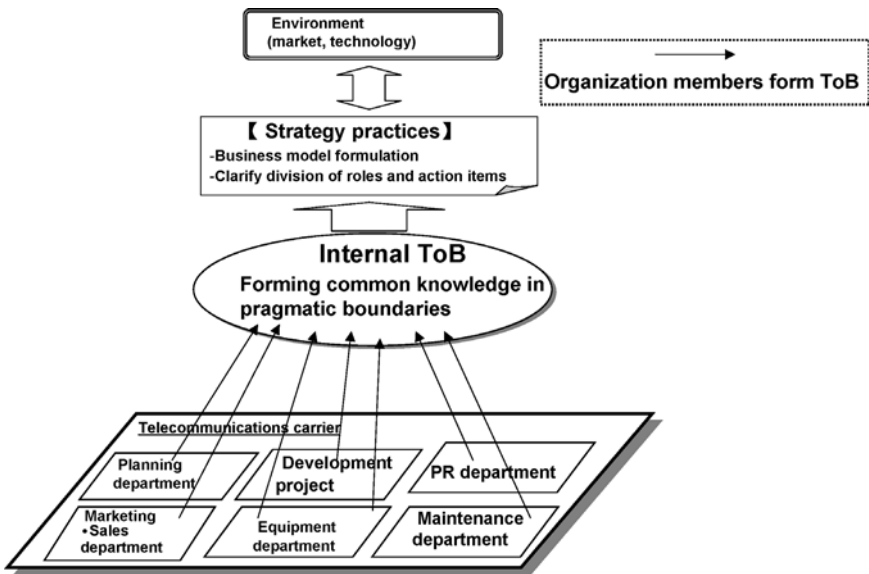 Environment
(market, technology)
Organization members form ToB
【 Strategy practices】
-Business model formulation
-Clarify division of roles and action items
Internal ToB
Forming common knowledge in
pragmatic boundaries
Telecommunications carrier
Planning
department
Development
project
PR department
Marketing
•Sales
department
Equipment
department
Maintenance
department